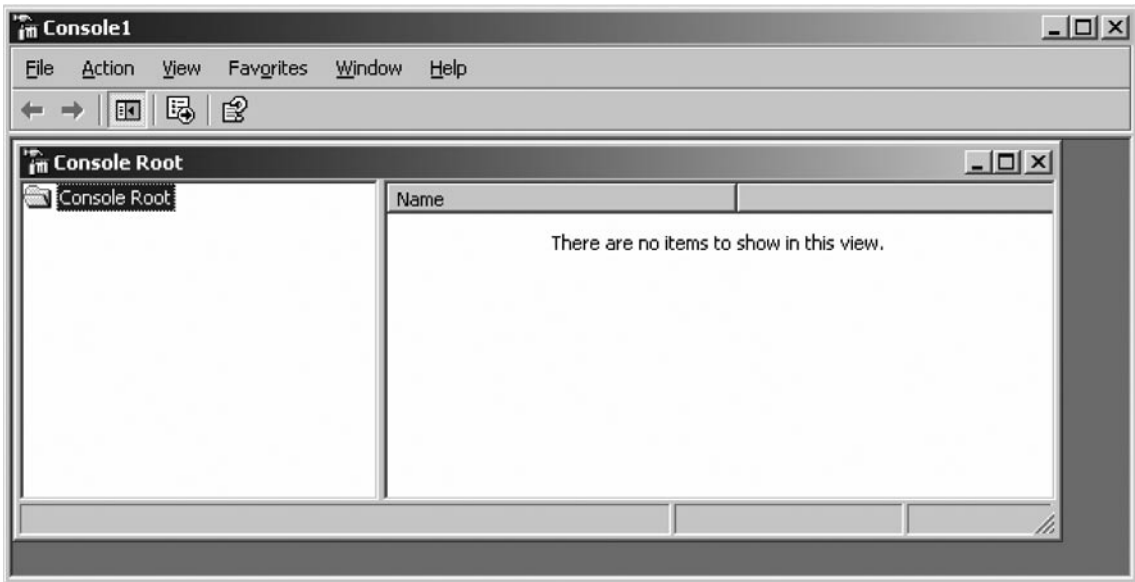 Console1
File Action View Favorites Window Help
Console Root
Console Root
Name
There are no items to show in this view.